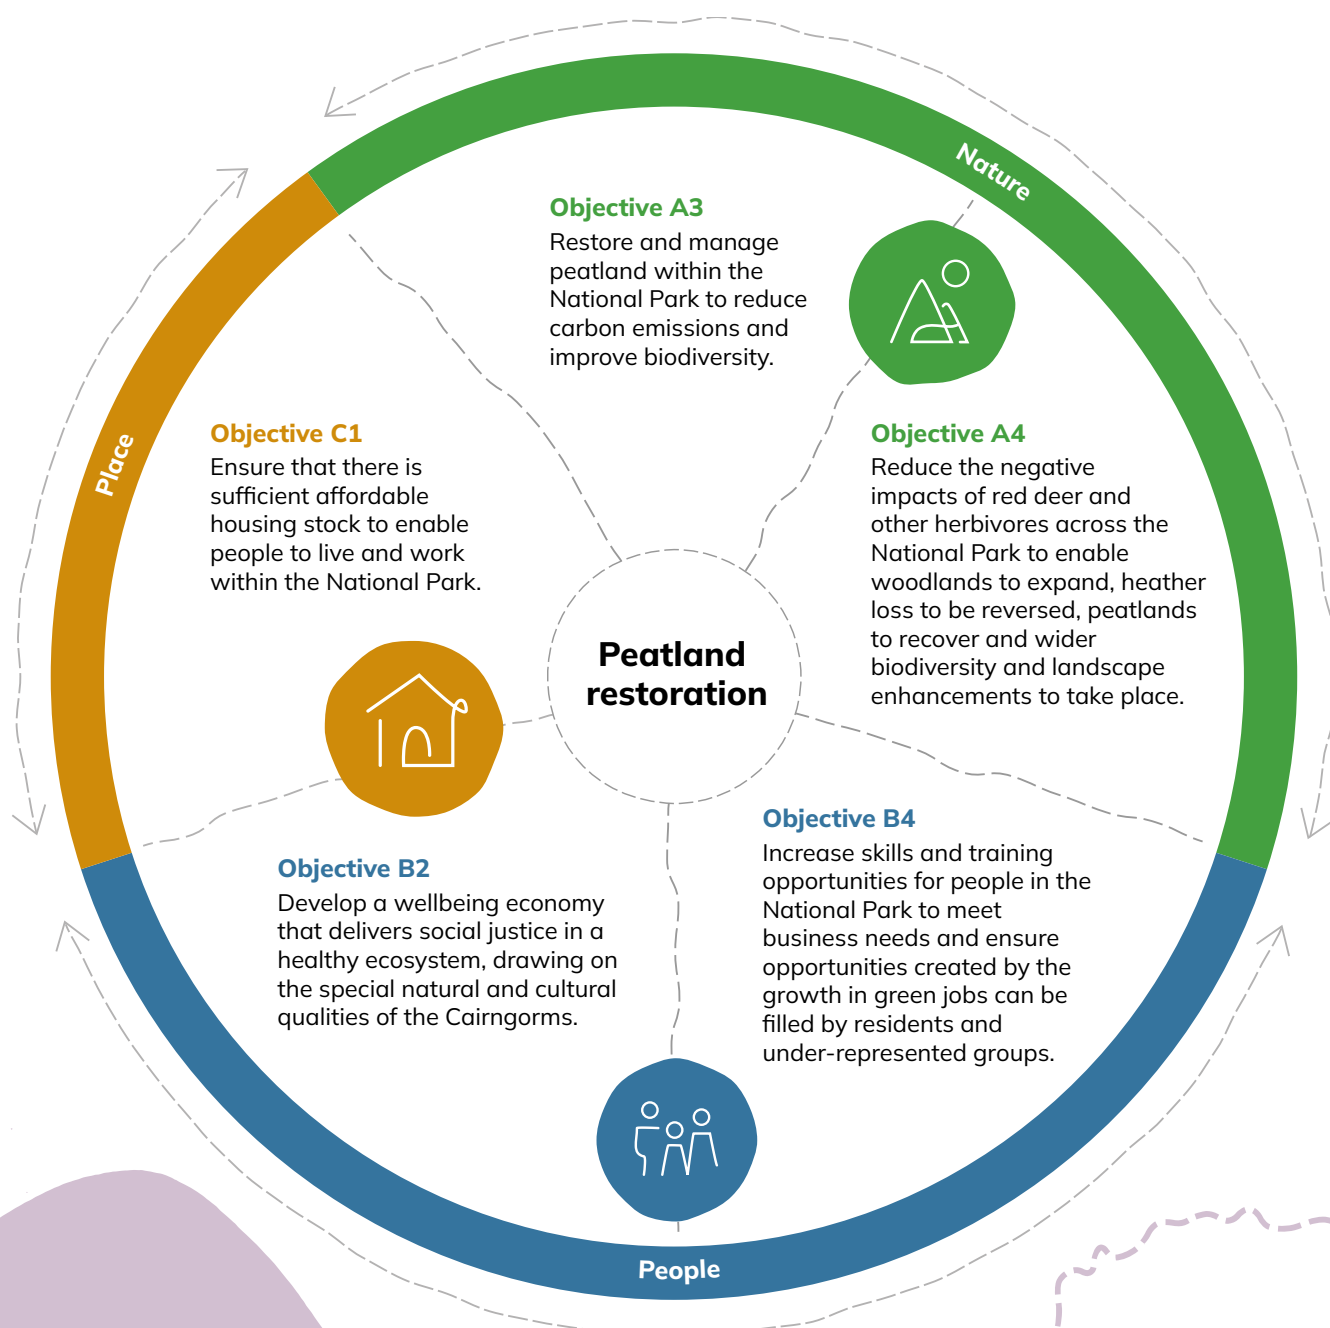 Nature
Objective A3
Restore and manage
peatland within the
National Park to reduce
carbon emissions and
improve biodiversity.
Place
Objective C1
Ensure that there is
sufficient affordable
housing stock to enable
people to live and work
within the National Park.
Objective A4
Reduce the negative
impacts of red deer and
other herbivores across the
National Park to enable
woodlands to expand, heather
loss to be reversed, peatlands
to recover and wider
biodiversity and landscape
enhancements to take place.
Peatland
restoration
Objective B2
Develop a wellbeing economy
that delivers social justice in a
healthy ecosystem, drawing on
the special natural and cultural
qualities of the Cairngorms.
Objective B4
Increase skills and training
opportunities for people in the
National Park to meet
business needs and ensure
opportunities created by the
growth in green jobs can be
filled by residents and
under-represented groups.
People